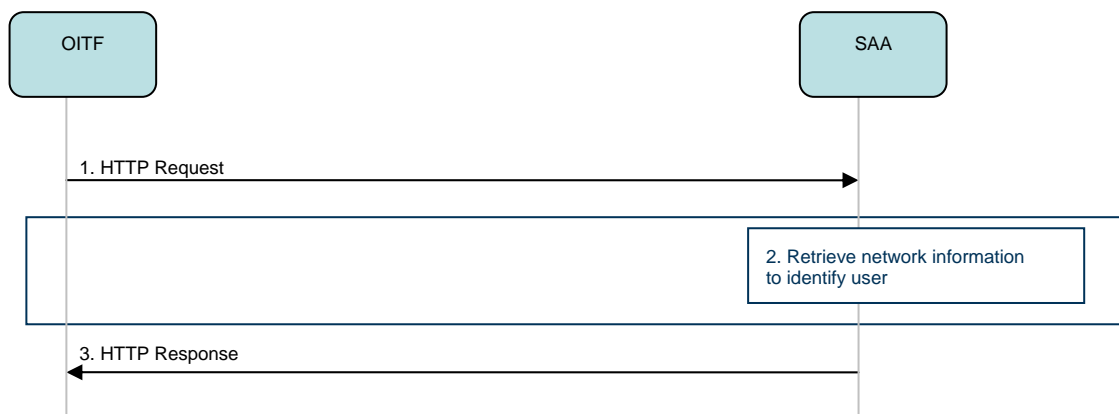 OITF
SAA
1. HTTP Request
2. Retrieve network information
to identify user
3. HTTP Response